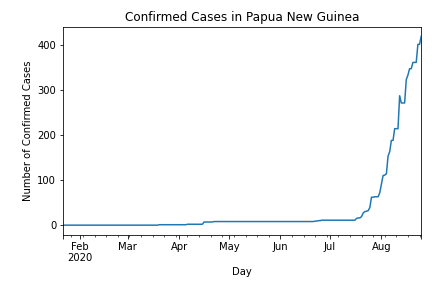 Confirmed Cases in Papua New Guinea
Number of Confirmed Cases
400
300
200
100
0
Feb Mar Apr May Jun Jul Aug
2020
Day